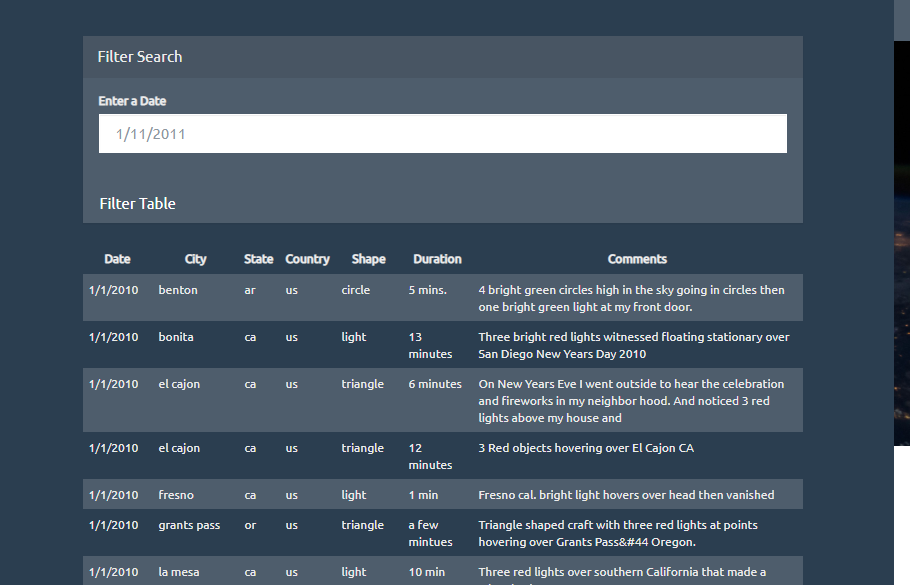 Filter Search
Enter a Date
1/11/2011
Filter Table
Date City State Country Shape Duration Comments
1/1/2010 benton ar us circle 5 mins. 4 bright green circles high in the sky going in circles then
one bright green light at my front door.
1/1/2010 bonita ca us light 13 Three bright red lights witnessed floating stationary over
minutes San Diego New Years Day 2010
1/1/2010 el cajon ca us triangle 6 minutes On New Years Eve I went outside to hear the celebration
and fireworks in my neighbor hood. And noticed 3 red
lights above my house and
1/1/2010 el cajon ca us triangle 12 3 Red objects hovering over El Cajon CA
minutes
1/1/2010 fresno ca us light 1 min Fresno cal. bright light hovers over head then vanished
1/1/2010 grants pass or us triangle a few Triangle shaped craft with three red lights at points
mintues hovering over Grants Pass&#44 Oregon.
1/1/2010 la mesa ca us light 10 min Three red lights over southern California that made a